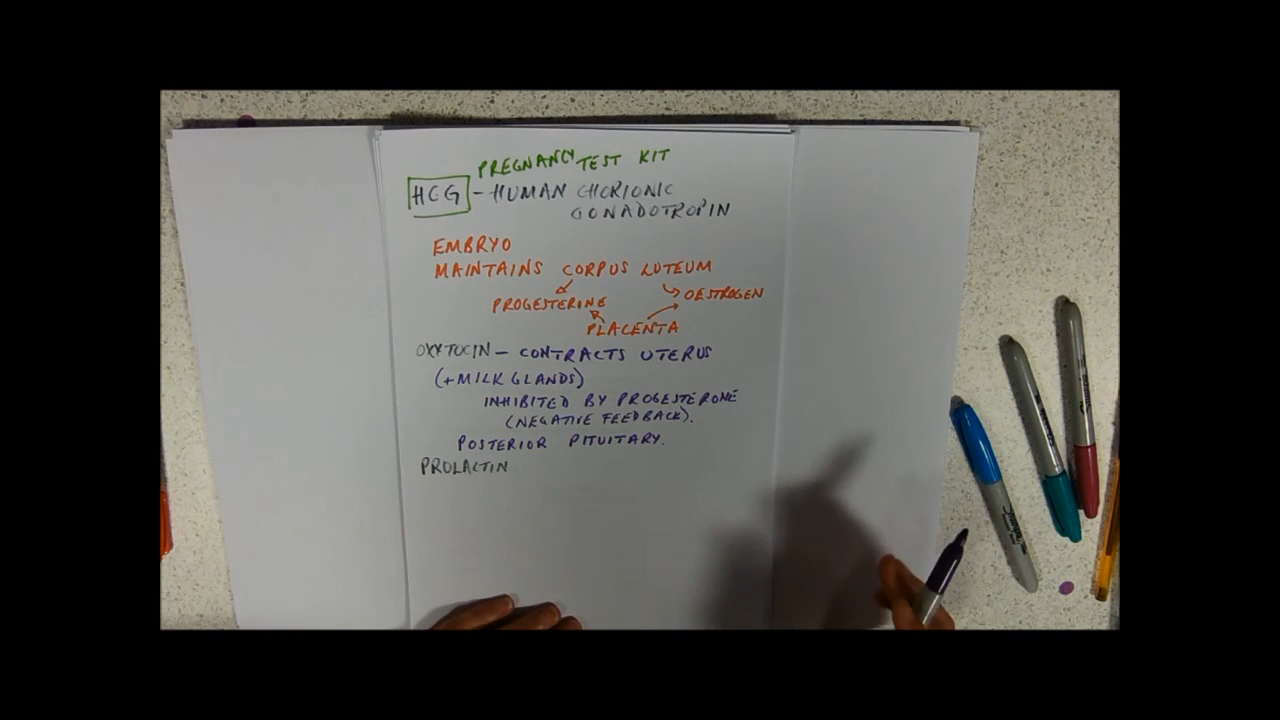 PREGNANCY TEST KIT
HCG - HUMAN CHORIONIC
GONADOTROPIN
EMBRYO
MAINTAINS CORPUS LUTEUM
PROGESTERINE OESTROGEN
PLACENTA
OXYTOCIN - CONTRACTS UTERUS
(+MILK GLANDS)
INHIBITED BY PROGESTERONE
(NEGATIVE FEEDBACK).
POSTERIOR PITUITARY.
PROLACTIN